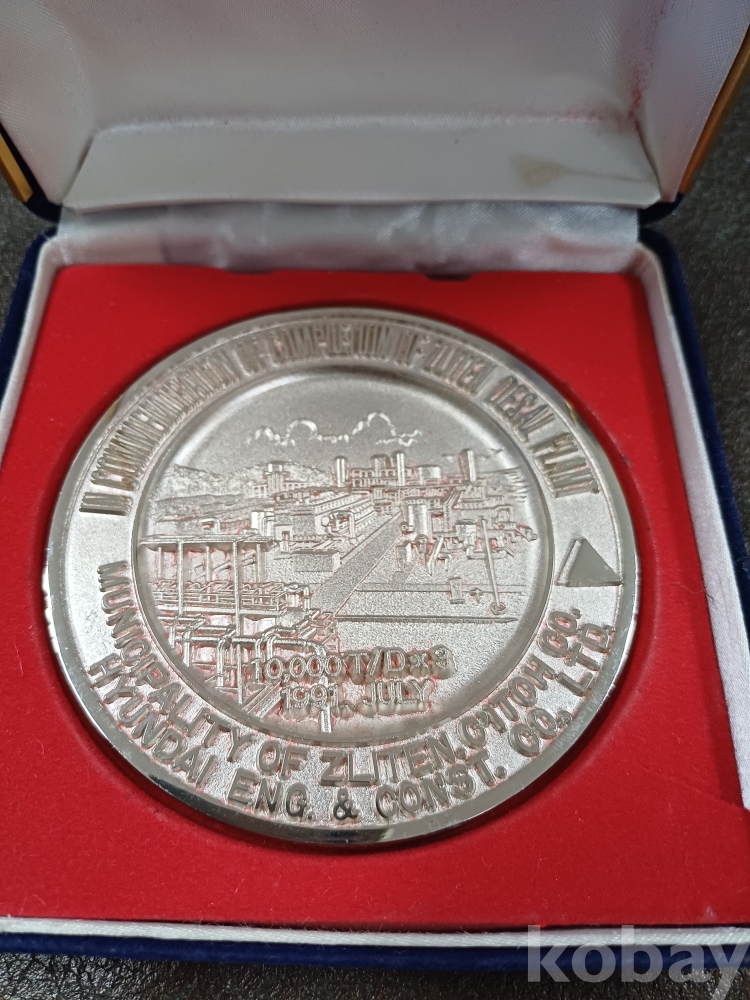 IN COMMEMORATION OF COMPLETION OF ZLITEN DESAL PLANT
10,000 T/D x 3
1991 JULY
MUNICIPALITY OF ZLITEN, C·ITOH CO.
HYUNDAI ENG. & CONST. CO., LTD.
kobay